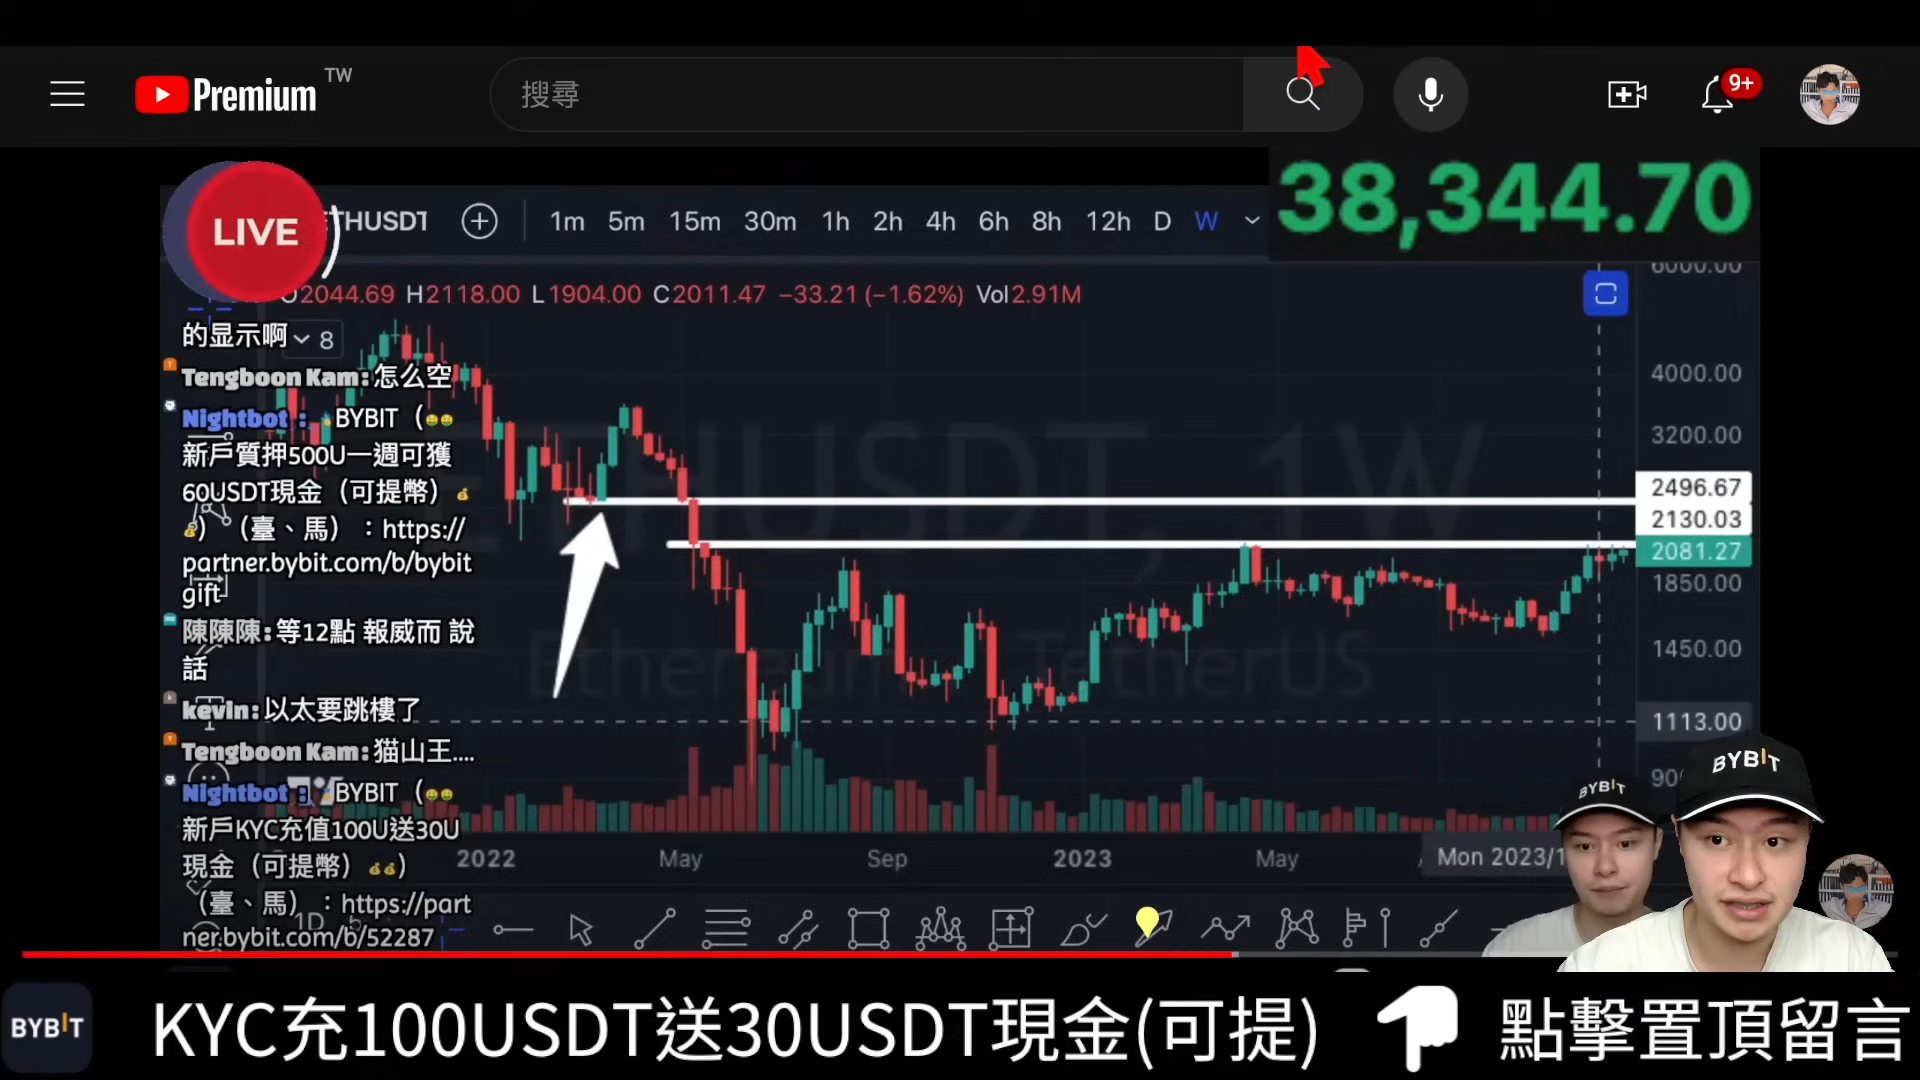 Premium TW
搜尋
9+
38,344.70
LIVE
ETHUSDT 1m 5m 15m 30m 1h 2h 4h 6h 8h 12h D W
O2044.69 H2118.00 L1904.00 C2011.47 −33.21 (−1.62%) Vol2.91M
6000.00
的显示啊
8
Tengboon Kam: 怎么空
Nightbot : BYBIT（
新戶質押500U一週可獲
60USDT現金（可提幣）
）（臺、馬）：https://
partner.bybit.com/b/bybit
gift
陳陳陳: 等12點 報威而 說
話
kevin: 以太要跳樓了
Tengboon Kam: 猫山王....
Nightbot : BYBIT（
新戶KYC充值100U送30U
現金（可提幣） ）
（臺、馬）：https://part
ner.bybit.com/b/52287
ETHUSDT, 1W
Ethereum / TetherUS
4000.00
3200.00
2496.67
2130.03
2081.27
1850.00
1450.00
1113.00
2022 May Sep 2023 May Mon 2023/1
1D
BYBIT
BYBIT
BYBIT KYC充100USDT送30USDT現金(可提) 點擊置頂留言